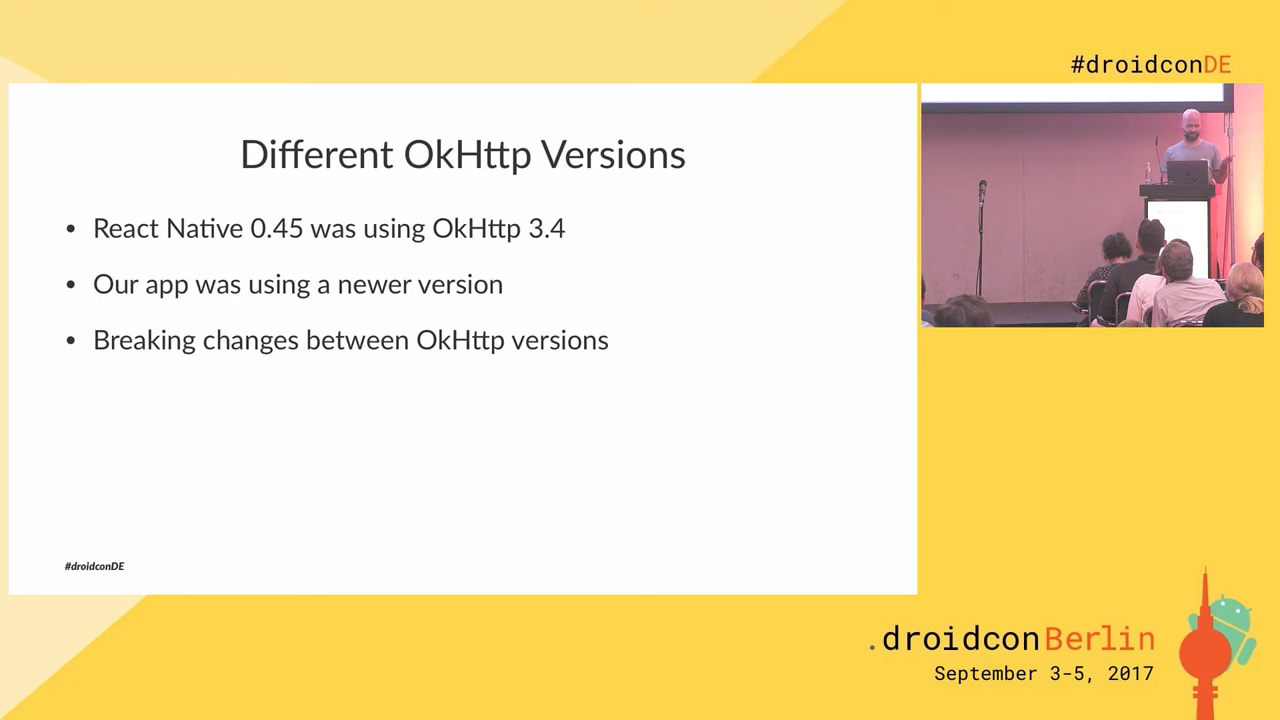 #droidconDE
Different OkHttp Versions
• React Native 0.45 was using OkHttp 3.4
• Our app was using a newer version
• Breaking changes between OkHttp versions
#droidconDE
.droidconBerlin
September 3-5, 2017